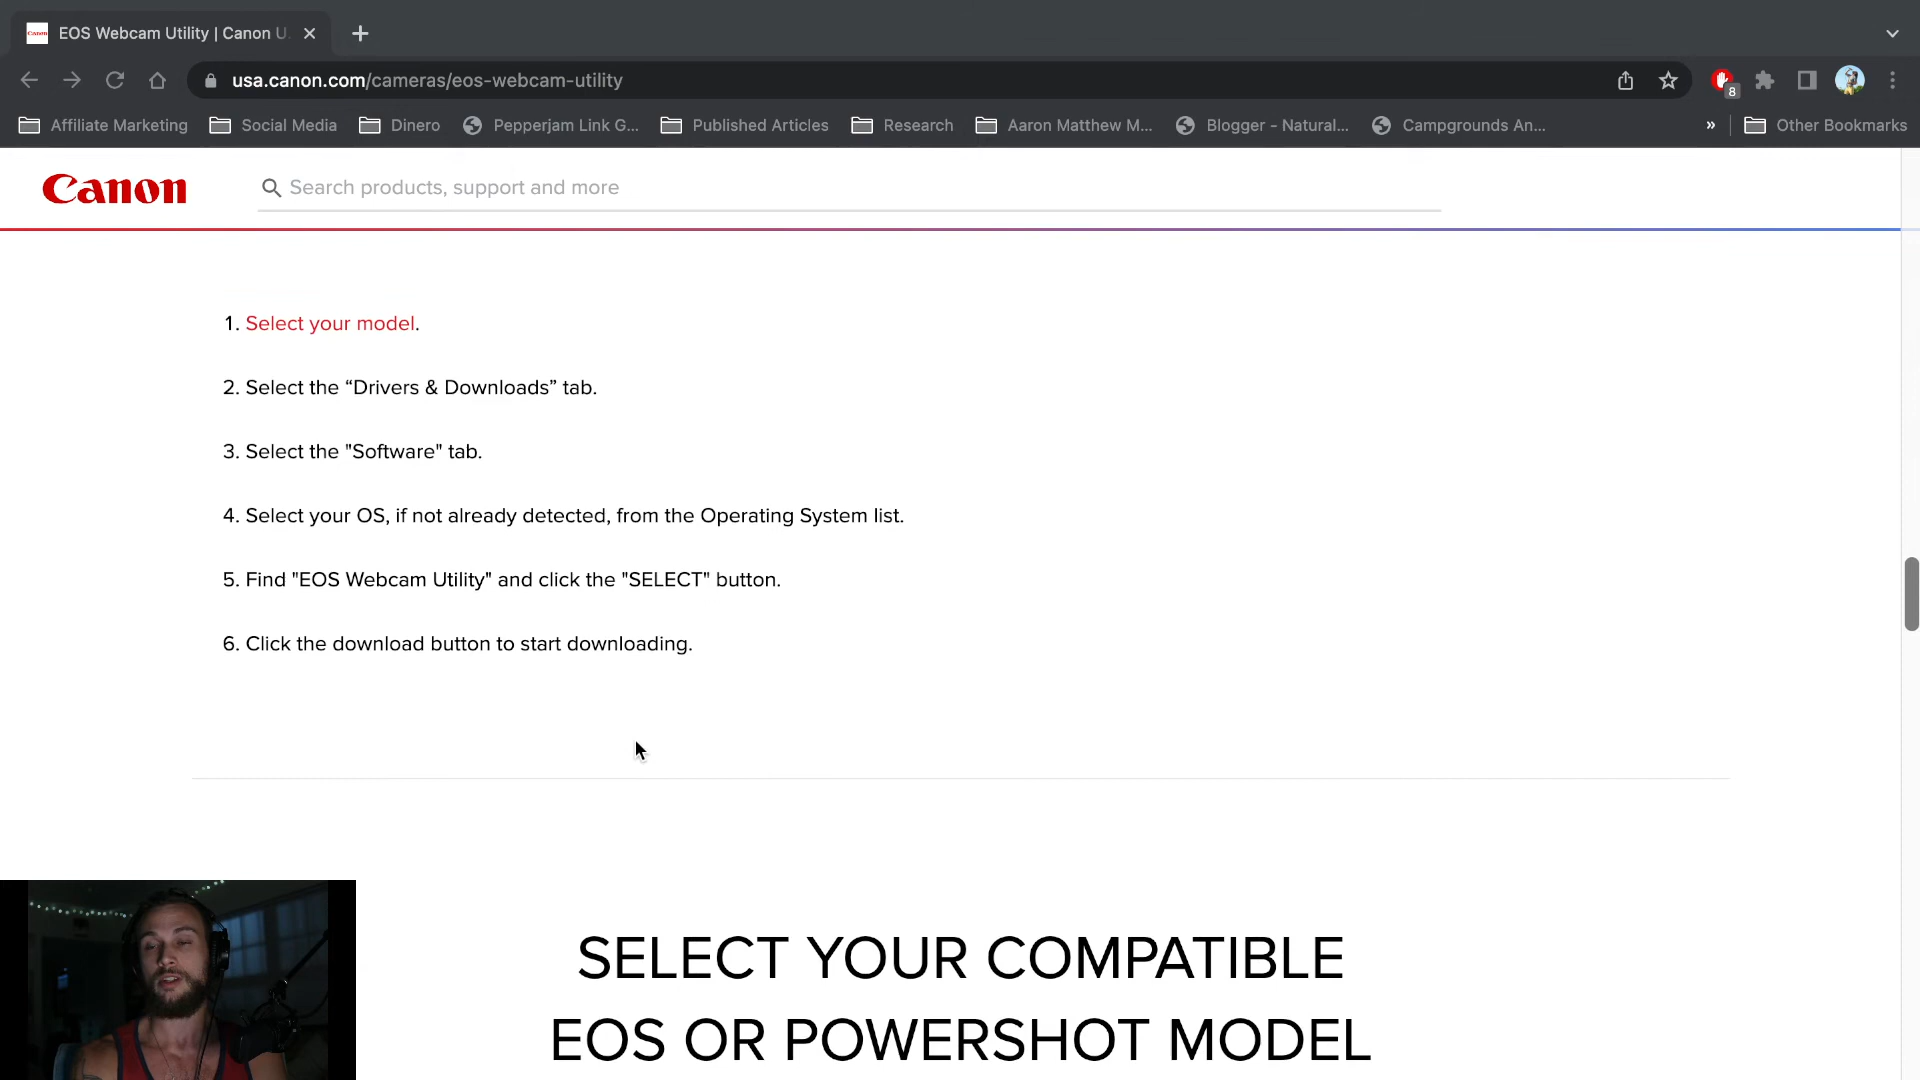 Canon
EOS Webcam Utility | Canon U.
usa.canon.com/cameras/eos-webcam-utility
8
Affiliate Marketing
Social Media
Dinero
Pepperjam Link G...
Published Articles
Research
Aaron Matthew M...
Blogger - Natural...
Campgrounds An...
»
Other Bookmarks
Canon
Search products, support and more
1. Select your model.
2. Select the “Drivers & Downloads” tab.
3. Select the "Software" tab.
4. Select your OS, if not already detected, from the Operating System list.
5. Find "EOS Webcam Utility" and click the "SELECT" button.
6. Click the download button to start downloading.
SELECT YOUR COMPATIBLE
EOS OR POWERSHOT MODEL